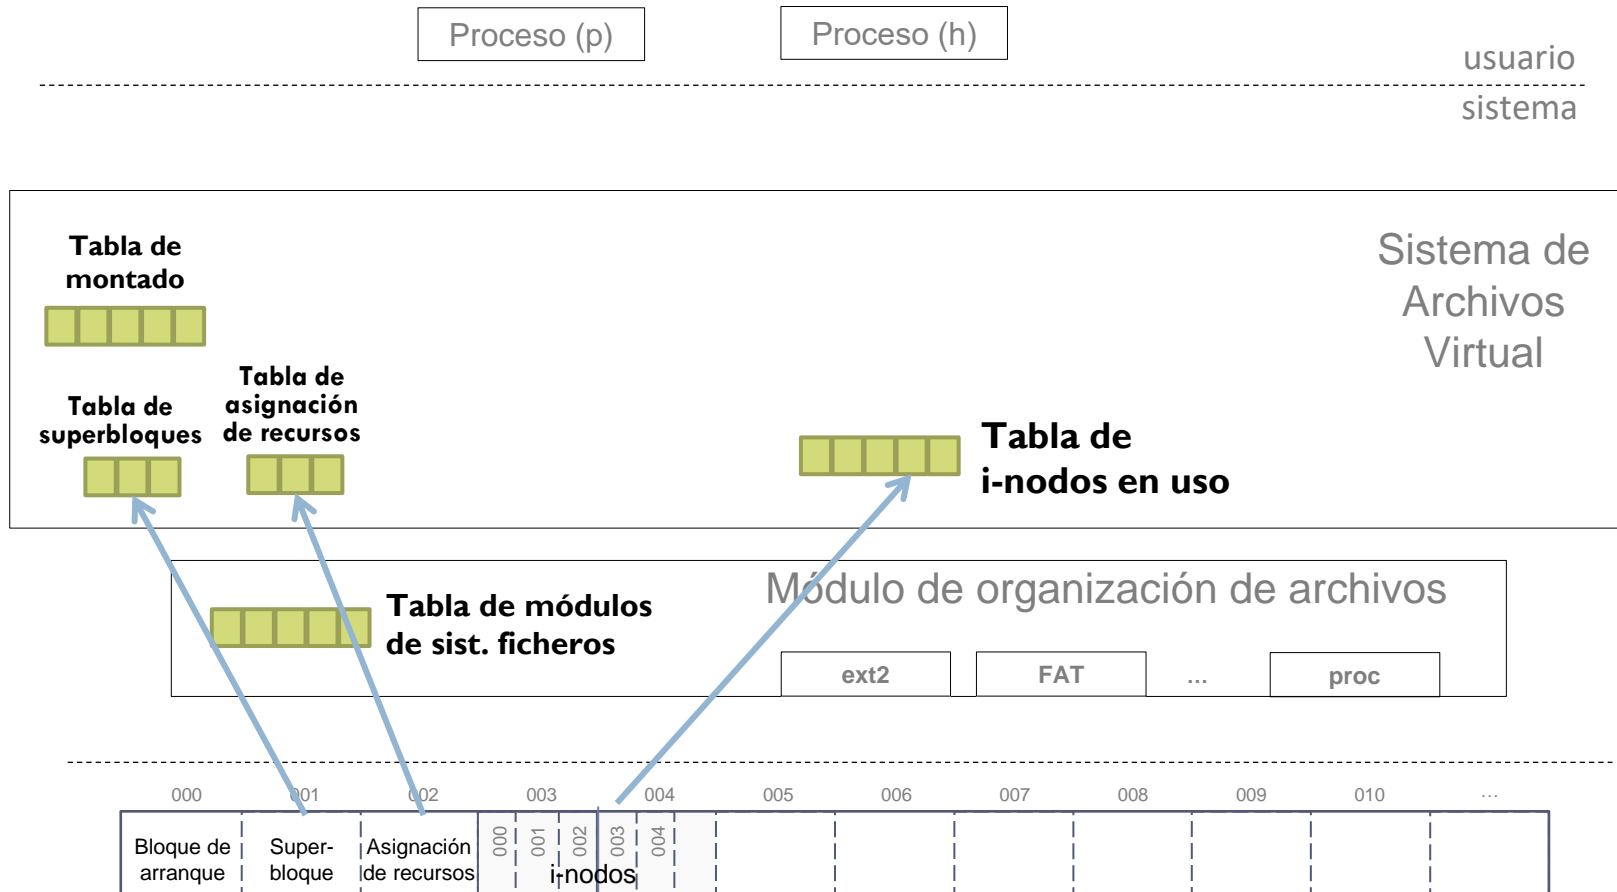 Proceso (p)
Proceso (h)
usuario
sistema
Tabla de
montado
Sistema de
Archivos
Virtual
Tabla de
superbloques
Tabla de
asignación
de recursos
Tabla de
i-nodos en uso
Módulo de organización de archivos
Tabla de módulos
de sist. ficheros
ext2
FAT
...
proc
000
001
002
003
004
005
006
007
008
009
010
...
Bloque de
arranque
Super-
bloque
Asignación
de recursos
000
001
002
003
004
i-nodos